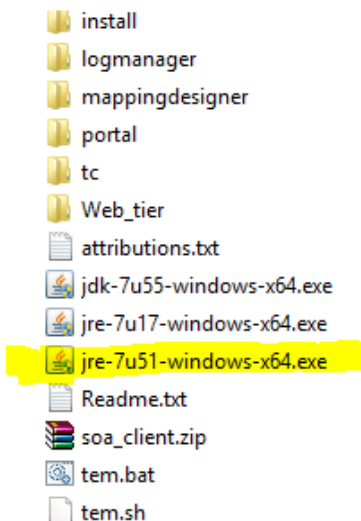 install
logmanager
mappingdesigner
portal
tc
Web_tier
attributions.txt
jdk-7u55-windows-x64.exe
jre-7u17-windows-x64.exe
jre-7u51-windows-x64.exe
Readme.txt
soa_client.zip
tem.bat
tem.sh